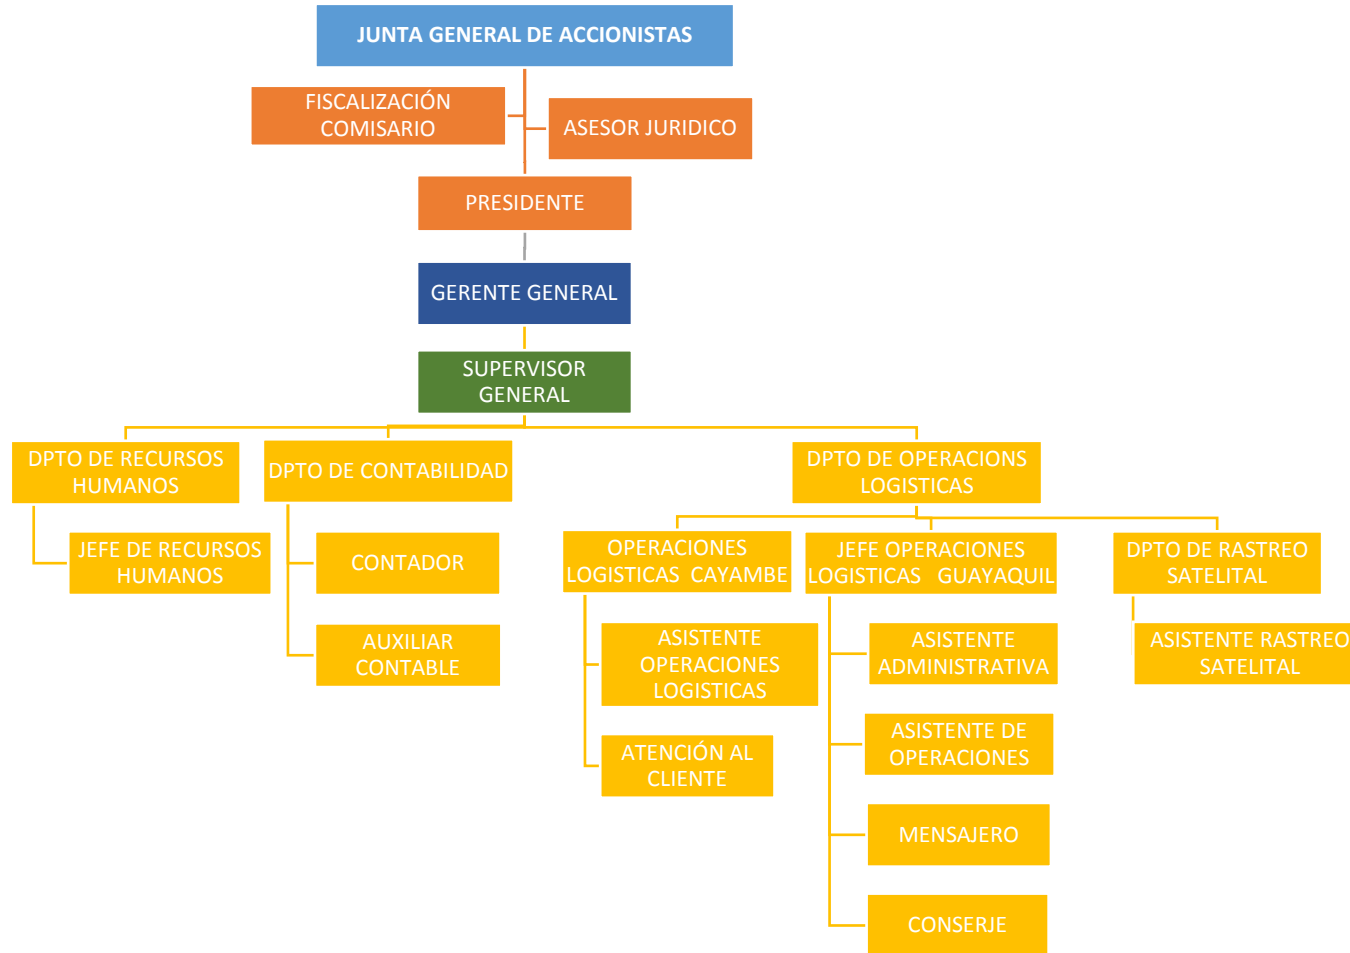 JUNTA GENERAL DE ACCIONISTAS
FISCALIZACIÓN
COMISARIO
ASESOR JURIDICO
PRESIDENTE
GERENTE GENERAL
SUPERVISOR
GENERAL
DPTO DE RECURSOS
HUMANOS
DPTO DE CONTABILIDAD
DPTO DE OPERACIONS
LOGISTICAS
JEFE DE RECURSOS
HUMANOS
CONTADOR
AUXILIAR
CONTABLE
OPERACIONES
LOGISTICAS CAYAMBE
ASISTENTE
OPERACIONES
LOGISTICAS
ATENCIÓN AL
CLIENTE
JEFE OPERACIONES
LOGISTICAS GUAYAQUIL
ASISTENTE
ADMINISTRATIVA
ASISTENTE DE
OPERACIONES
MENSAJERO
CONSERJE
DPTO DE RASTREO
SATELITAL
ASISTENTE RASTREO
SATELITAL